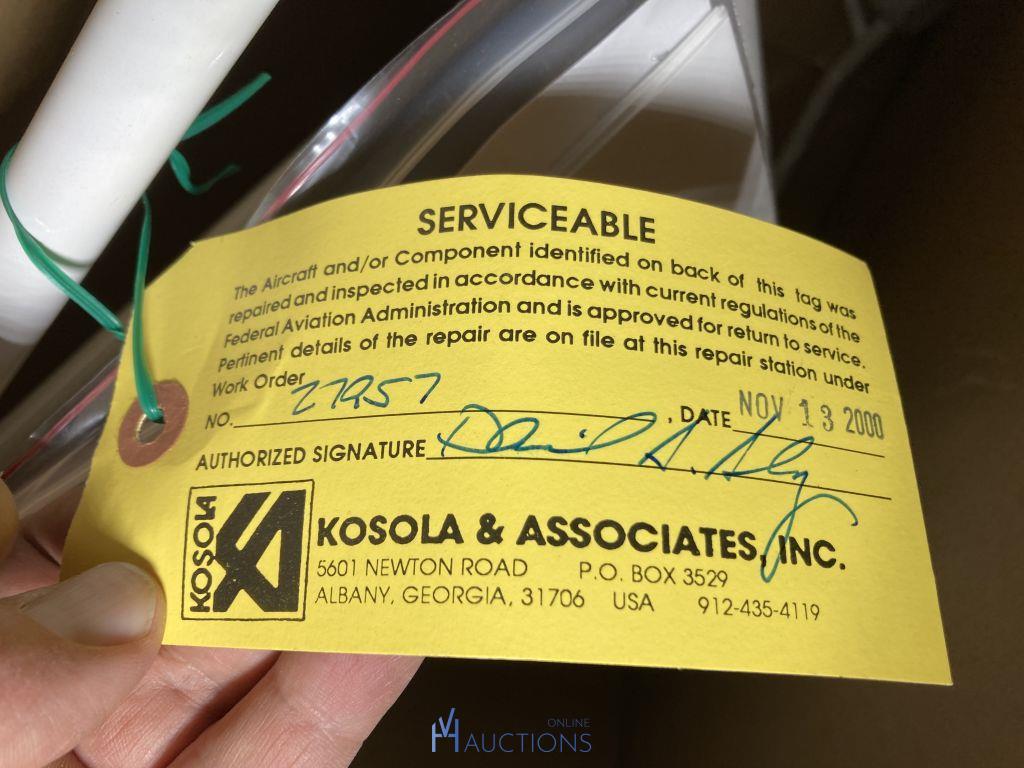 SERVICEABLE
The Aircraft and/or Component identified on back of this tag was
repaired and inspected in accordance with current regulations of the
Federal Aviation Administration and is approved for return to service.
Pertinent details of the repair are on file at this repair station under
Work Order
NO. 27957, DATE NOV 13 2000
AUTHORIZED SIGNATURE
KOSOLA
KOSOLA & ASSOCIATES, INC.
5601 NEWTON ROAD P.O. BOX 3529
ALBANY, GEORGIA, 31706 USA 912-435-4119
HVA ONLINE
AUCTIONS